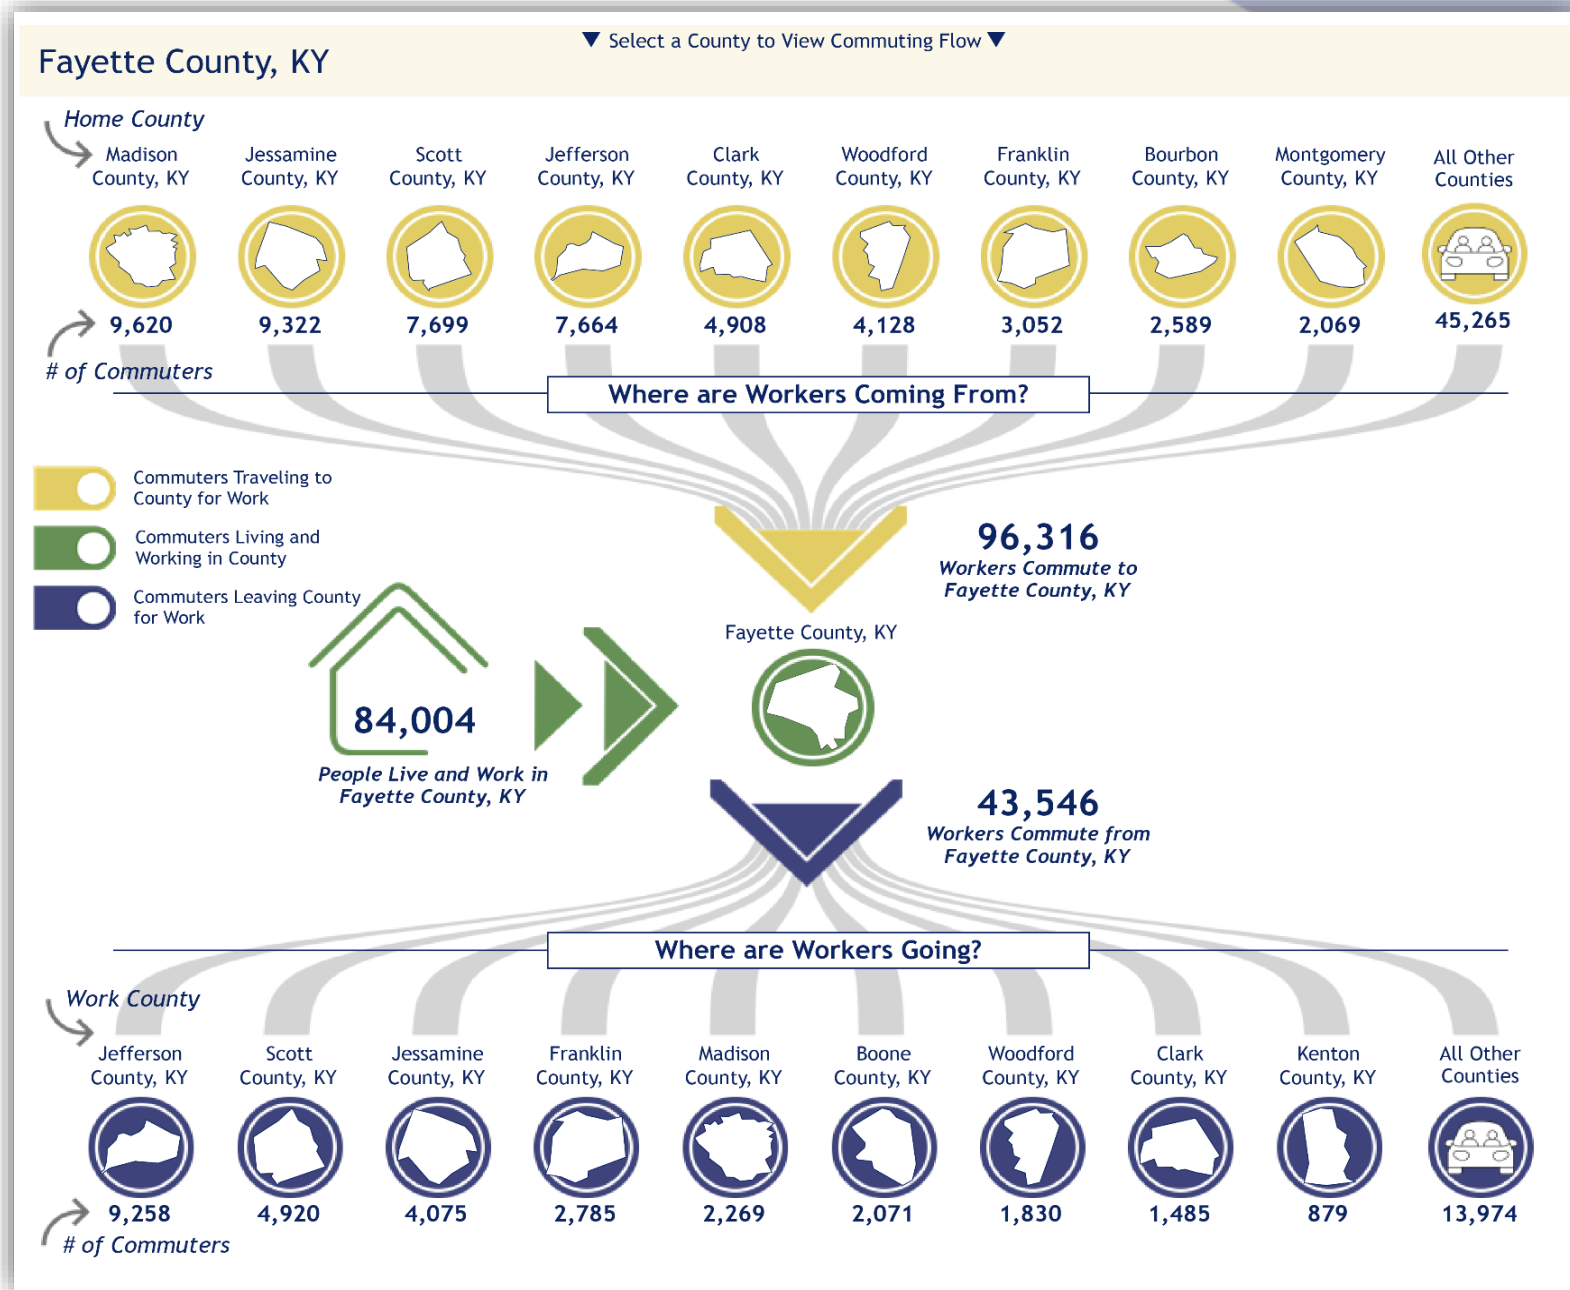 ▼ Select a County to View Commuting Flow ▼
Fayette County, KY
Home County
Madison
County, KY
Jessamine
County, KY
Scott
County, KY
Jefferson
County, KY
Clark
County, KY
Woodford
County, KY
Franklin
County, KY
Bourbon
County, KY
Montgomery
County, KY
All Other
Counties
9,620
9,322
7,699
7,664
4,908
4,128
3,052
2,589
2,069
45,265
# of Commuters
Where are Workers Coming From?
Commuters Traveling to
County for Work
Commuters Living and
Working in County
Commuters Leaving County
for Work
96,316
Workers Commute to
Fayette County, KY
Fayette County, KY
84,004
People Live and Work in
Fayette County, KY
43,546
Workers Commute from
Fayette County, KY
Where are Workers Going?
Work County
Jefferson
County, KY
Scott
County, KY
Jessamine
County, KY
Franklin
County, KY
Madison
County, KY
Boone
County, KY
Woodford
County, KY
Clark
County, KY
Kenton
County, KY
All Other
Counties
9,258
4,920
4,075
2,785
2,269
2,071
1,830
1,485
879
13,974
# of Commuters